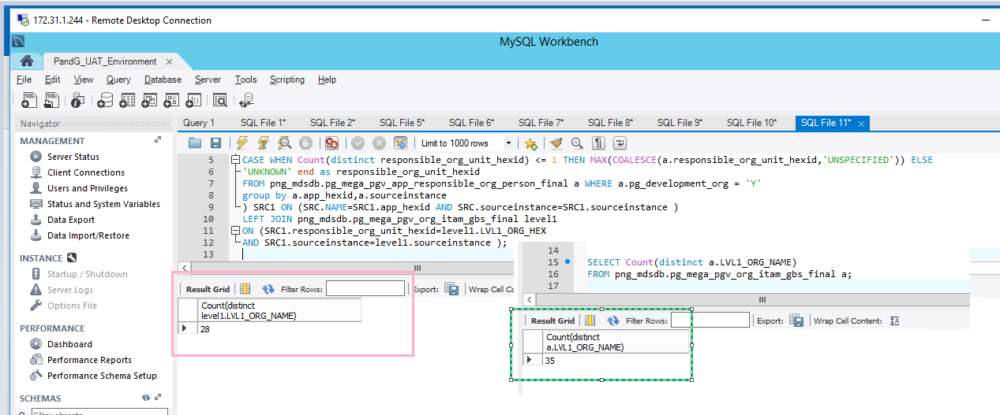 172.31.1.244 - Remote Desktop Connection
MySQL Workbench
PandG_UAT_Environment
File Edit View Query Database Server Tools Scripting Help
Navigator
MANAGEMENT
Server Status
Client Connections
Users and Privileges
Status and System Variables
Data Export
Data Import/Restore
INSTANCE
Startup / Shutdown
Server Logs
Options File
PERFORMANCE
Dashboard
Performance Reports
Performance Schema Setup
SCHEMAS
Filter objects
Query 1 SQL File 1* SQL File 2* SQL File 5* SQL File 6* SQL File 7* SQL File 8* SQL File 9* SQL File 10* SQL File 11*
Limit to 1000 rows
5 CASE WHEN Count(distinct responsible_org_unit_hexid) <= 1 THEN MAX(COALESCE(a.responsible_org_unit_hexid,'UNSPECIFIED')) ELSE
6 'UNKNOWN' end as responsible_org_unit_hexid
7 FROM png_mdsdb.pg_mega_pgv_app_responsible_org_person_final a WHERE a.pg_development_org = 'Y'
8 group by a.app_hexid,a.sourceinstance
9 ) SRC1 ON (SRC.NAME=SRC1.app_hexid AND SRC.sourceinstance=SRC1.sourceinstance )
10 LEFT JOIN png_mdsdb.pg_mega_pgv_org_itam_gbs_final level1
11 ON (SRC1.responsible_org_unit_hexid=level1.LVL1_ORG_HEX
12 AND SRC1.sourceinstance=level1.sourceinstance );
13
Result Grid Filter Rows: Export: Wrap Cell Co
Count(distinct
level1.LVL1_ORG_NAME)
28
14
15 SELECT Count(distinct a.LVL1_ORG_NAME)
16 FROM png_mdsdb.pg_mega_pgv_org_itam_gbs_final a;
17
Result Grid Filter Rows: Export: Wrap Cell Content:
Count(distinct
a.LVL1_ORG_NAME)
35